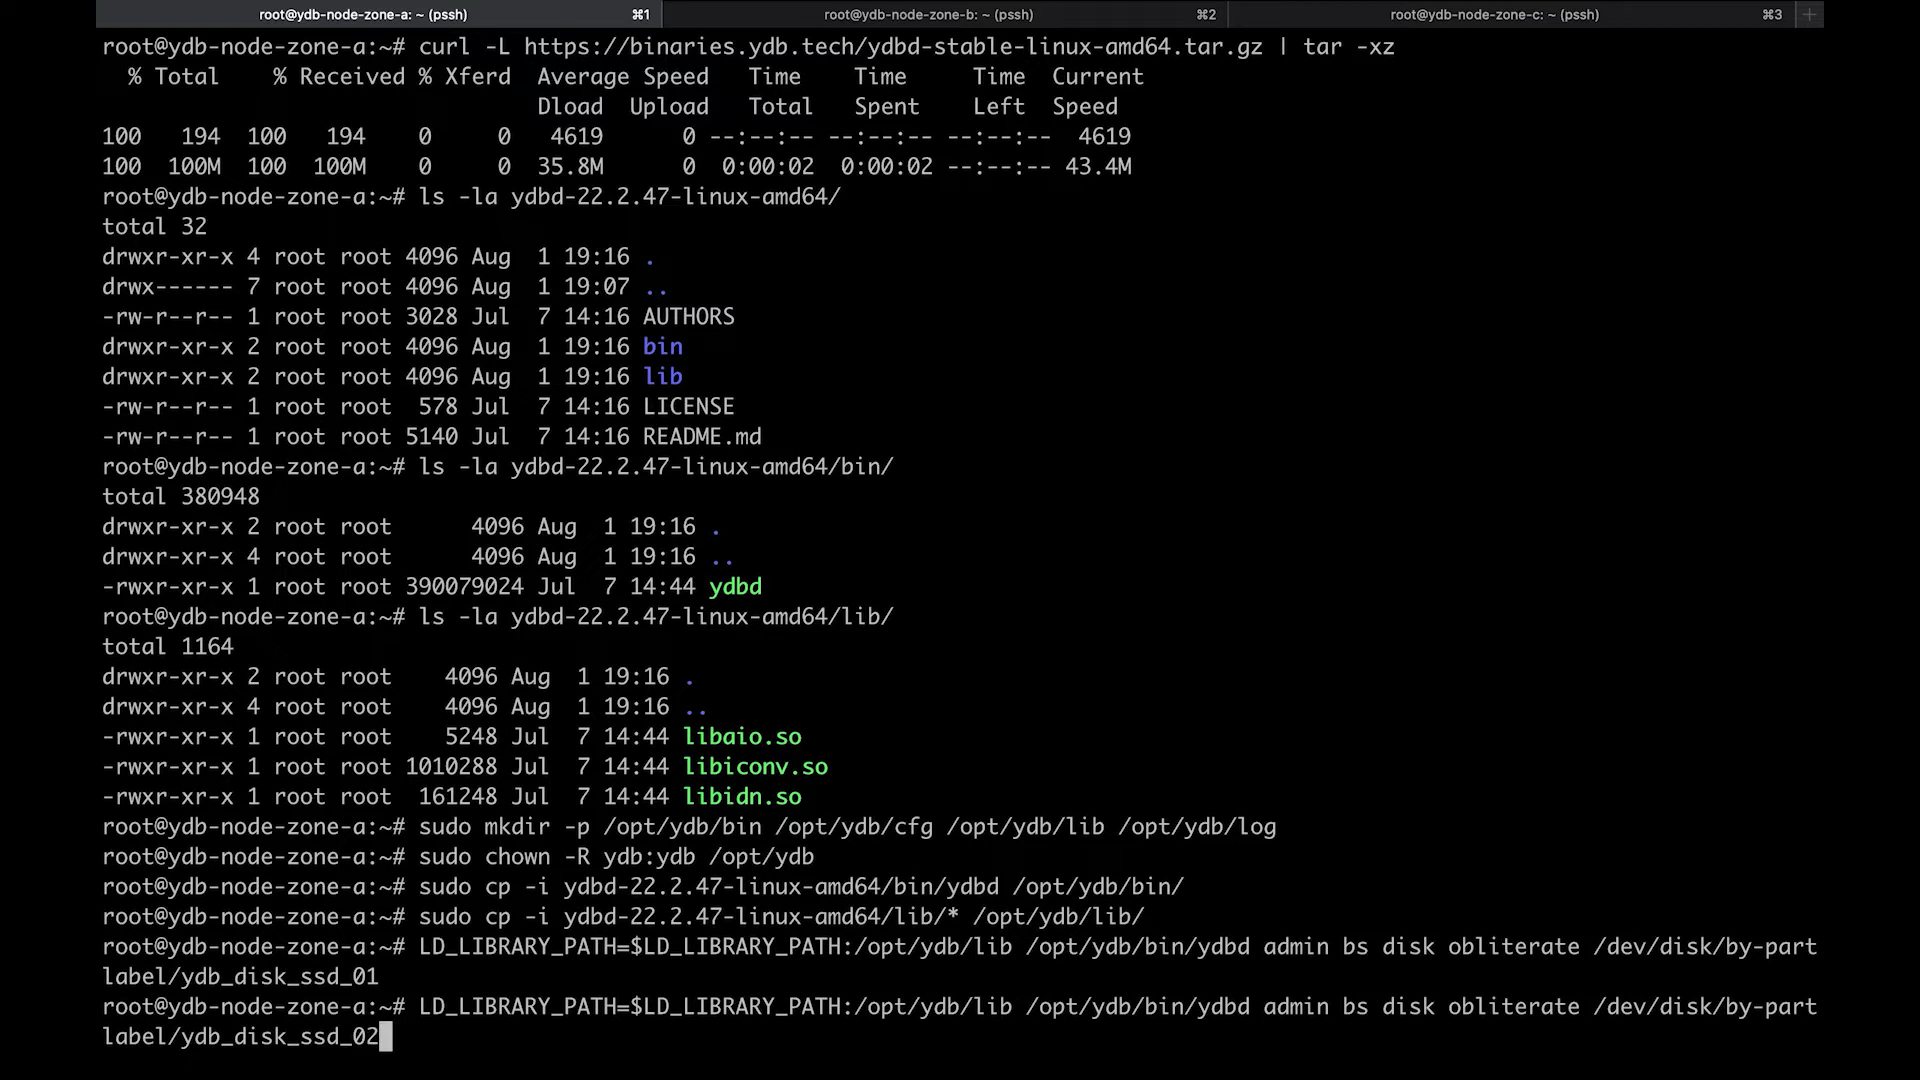 root@ydb-node-zone-a: ~ (pssh) ⌘1 root@ydb-node-zone-b: ~ (pssh) ⌘2 root@ydb-node-zone-c: ~ (pssh) ⌘3 +
root@ydb-node-zone-a:~# curl -L https://binaries.ydb.tech/ydbd-stable-linux-amd64.tar.gz | tar -xz
  % Total    % Received % Xferd  Average Speed   Time    Time     Time  Current
                                 Dload  Upload   Total   Spent    Left  Speed
100   194  100   194    0     0   4619      0 --:--:-- --:--:-- --:--:--  4619
100  100M  100  100M    0     0  35.8M      0  0:00:02  0:00:02 --:--:-- 43.4M
root@ydb-node-zone-a:~# ls -la ydbd-22.2.47-linux-amd64/
total 32
drwxr-xr-x 4 root root 4096 Aug  1 19:16 .
drwx------ 7 root root 4096 Aug  1 19:07 ..
-rw-r--r-- 1 root root 3028 Jul  7 14:16 AUTHORS
drwxr-xr-x 2 root root 4096 Aug  1 19:16 bin
drwxr-xr-x 2 root root 4096 Aug  1 19:16 lib
-rw-r--r-- 1 root root  578 Jul  7 14:16 LICENSE
-rw-r--r-- 1 root root 5140 Jul  7 14:16 README.md
root@ydb-node-zone-a:~# ls -la ydbd-22.2.47-linux-amd64/bin/
total 380948
drwxr-xr-x 2 root root      4096 Aug  1 19:16 .
drwxr-xr-x 4 root root      4096 Aug  1 19:16 ..
-rwxr-xr-x 1 root root 390079024 Jul  7 14:44 ydbd
root@ydb-node-zone-a:~# ls -la ydbd-22.2.47-linux-amd64/lib/
total 1164
drwxr-xr-x 2 root root    4096 Aug  1 19:16 .
drwxr-xr-x 4 root root    4096 Aug  1 19:16 ..
-rwxr-xr-x 1 root root    5248 Jul  7 14:44 libaio.so
-rwxr-xr-x 1 root root 1010288 Jul  7 14:44 libiconv.so
-rwxr-xr-x 1 root root  161248 Jul  7 14:44 libidn.so
root@ydb-node-zone-a:~# sudo mkdir -p /opt/ydb/bin /opt/ydb/cfg /opt/ydb/lib /opt/ydb/log
root@ydb-node-zone-a:~# sudo chown -R ydb:ydb /opt/ydb
root@ydb-node-zone-a:~# sudo cp -i ydbd-22.2.47-linux-amd64/bin/ydbd /opt/ydb/bin/
root@ydb-node-zone-a:~# sudo cp -i ydbd-22.2.47-linux-amd64/lib/* /opt/ydb/lib/
root@ydb-node-zone-a:~# LD_LIBRARY_PATH=$LD_LIBRARY_PATH:/opt/ydb/lib /opt/ydb/bin/ydbd admin bs disk obliterate /dev/disk/by-part
label/ydb_disk_ssd_01
root@ydb-node-zone-a:~# LD_LIBRARY_PATH=$LD_LIBRARY_PATH:/opt/ydb/lib /opt/ydb/bin/ydbd admin bs disk obliterate /dev/disk/by-part
label/ydb_disk_ssd_02